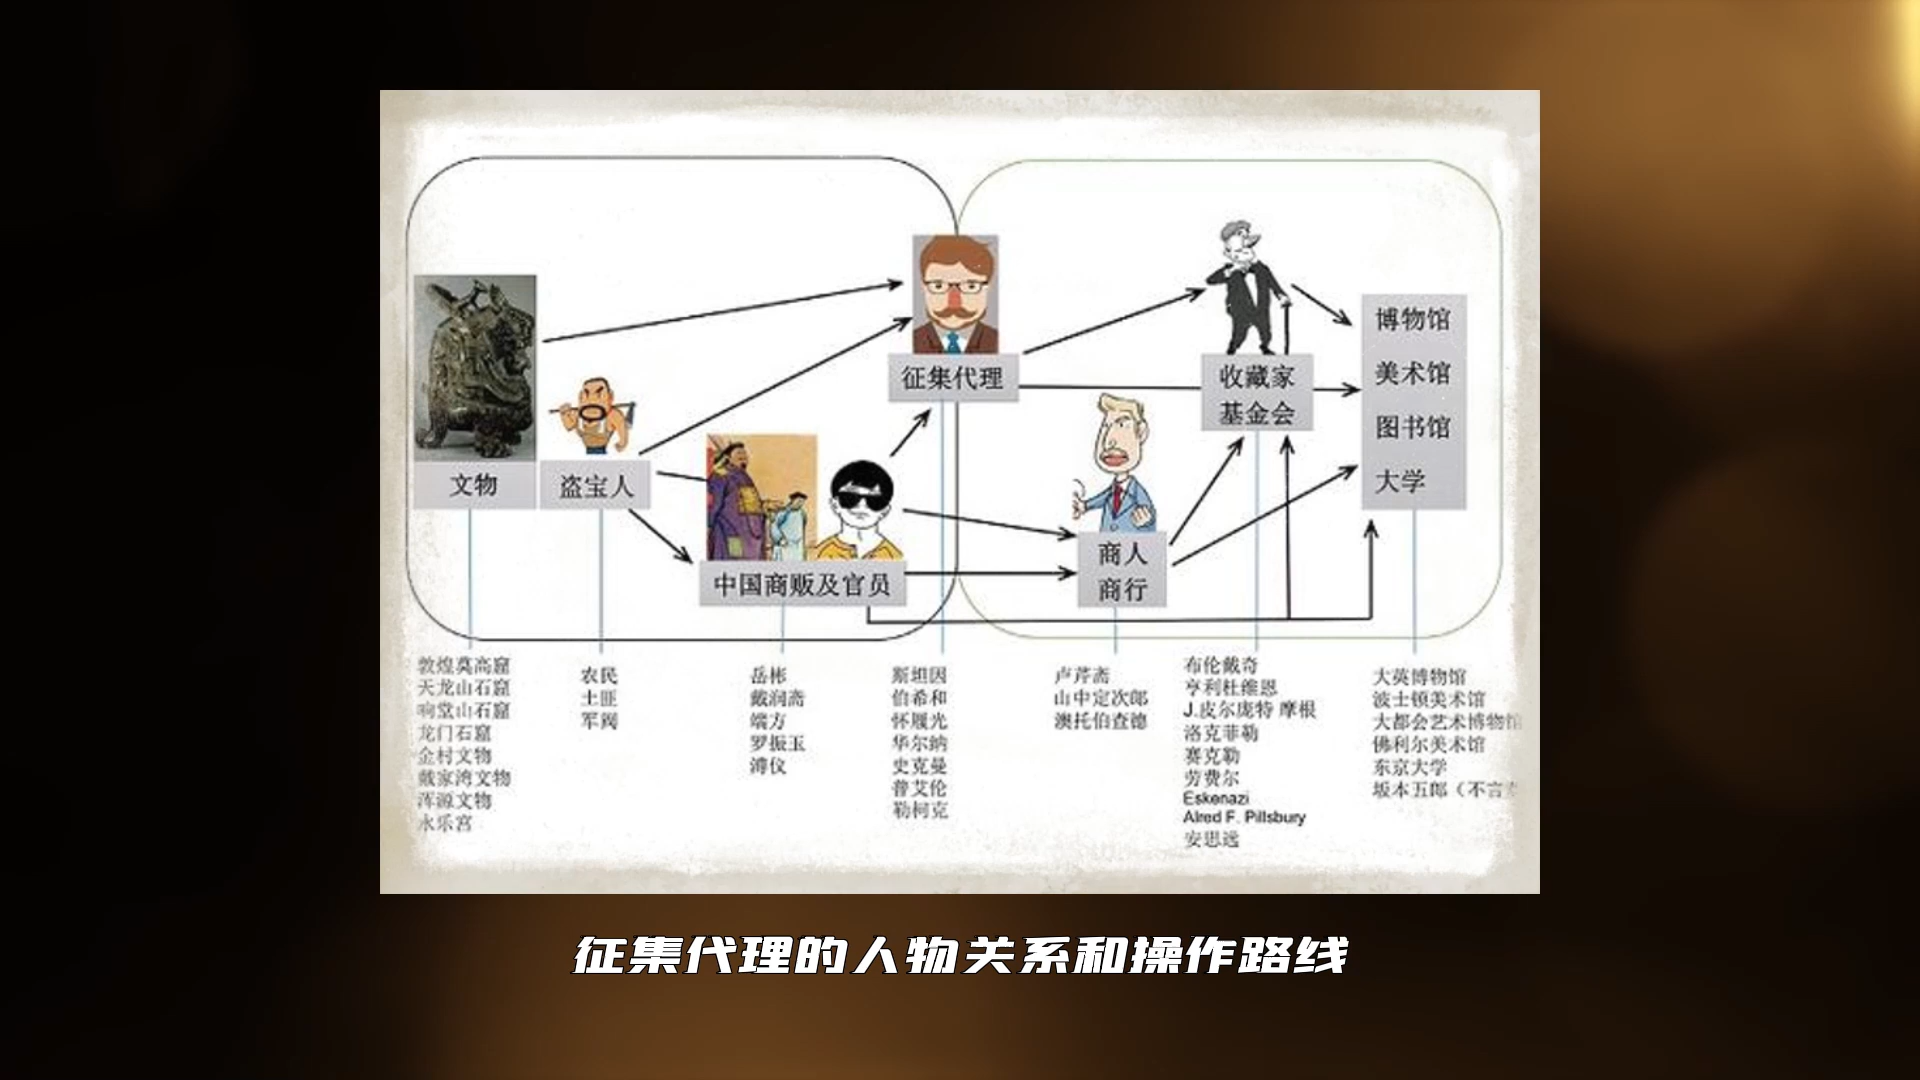 文物
盗宝人
中国商贩及官员
征集代理
商人
商行
收藏家
基金会
博物馆
美术馆
图书馆
大学
敦煌莫高窟
天龙山石窟
响堂山石窟
龙门石窟
金村文物
戴家湾文物
浑源文物
永乐宫
农民
土匪
军阀
岳彬
戴润斋
端方
罗振玉
溥仪
斯坦因
伯希和
怀履光
华尔纳
史克曼
普艾伦
勒柯克
卢芹斋
山中定次郎
澳托伯查德
布伦戴奇
亨利杜维恩
J.皮尔庞特 摩根
洛克菲勒
赛克勒
劳费尔
Eskenazi
Alred F. Pillsbury
安思远
大英博物馆
波士顿美术馆
大都会艺术博物馆
佛利尔美术馆
东京大学
坂本五郎（不言
征集代理的人物关系和操作路线